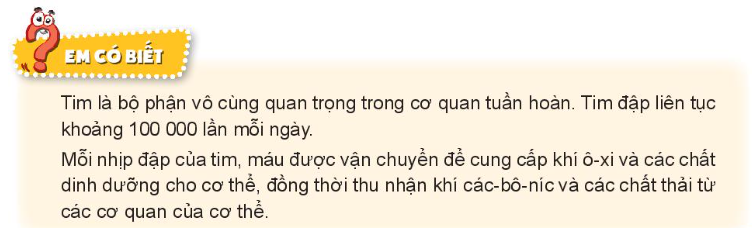 EM CÓ BIẾT
Tim là bộ phận vô cùng quan trọng trong cơ quan tuần hoàn. Tim đập liên tục
khoảng 100 000 lần mỗi ngày.
Mỗi nhịp đập của tim, máu được vận chuyển để cung cấp khí ô-xi và các chất
dinh dưỡng cho cơ thể, đồng thời thu nhận khí các-bô-níc và các chất thải từ
các cơ quan của cơ thể.